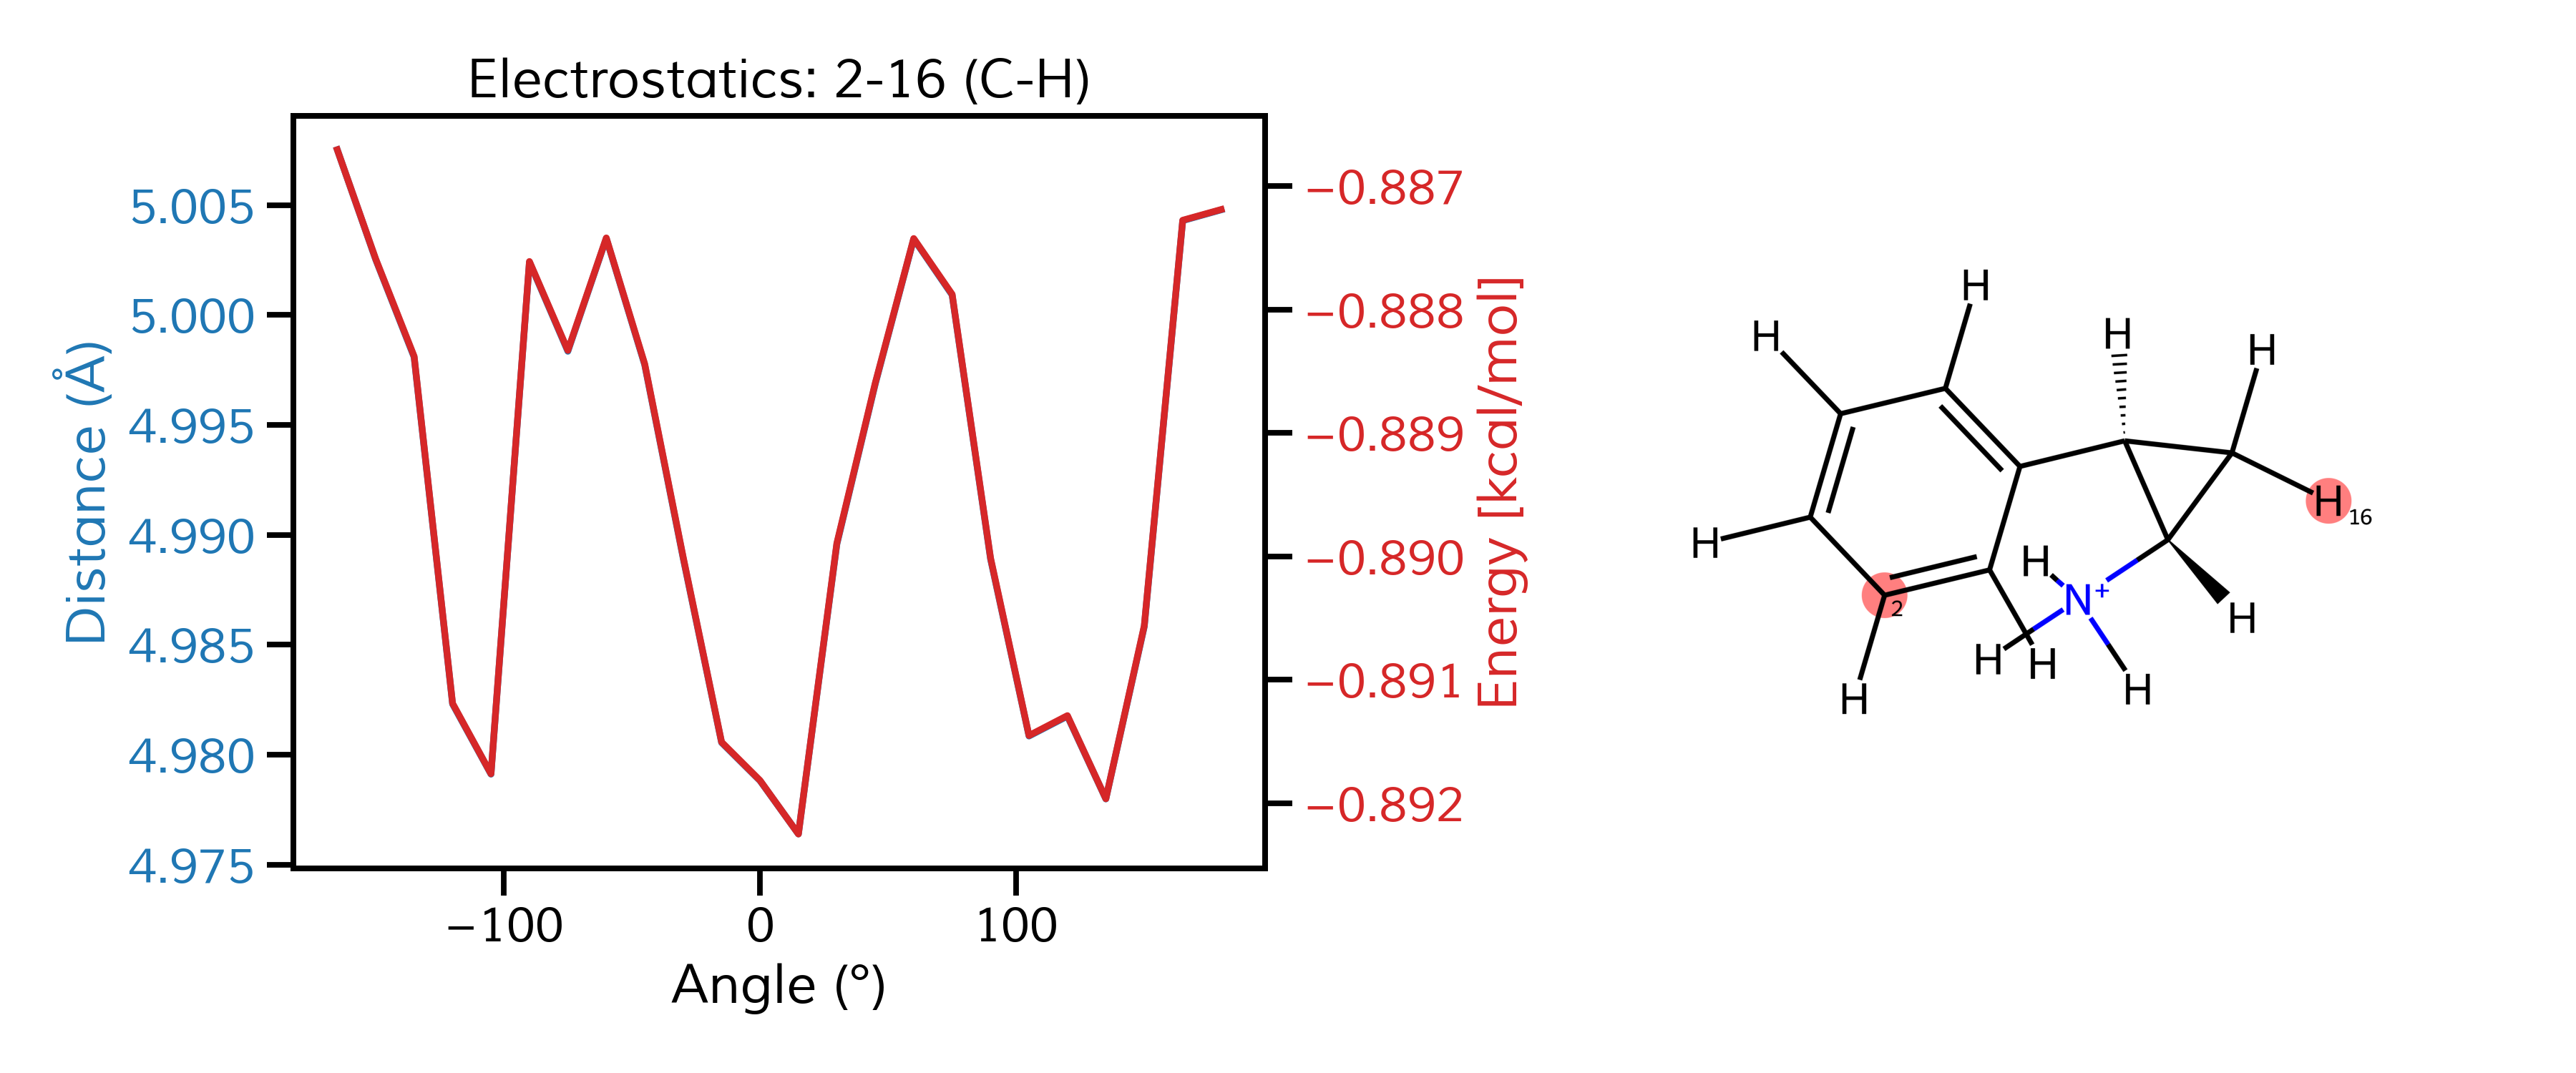 Electrostatics: 2-16 (C-H)
Distance (Å)
5.005
5.000
4.995
4.990
4.985
4.980
4.975
−100
0
100
Angle (°)
−0.887
−0.888
−0.889
−0.890
−0.891
−0.892
Energy [kcal/mol]
H
H
H
H
H
H
16
H
H
N+
2
H
H
H
H
H